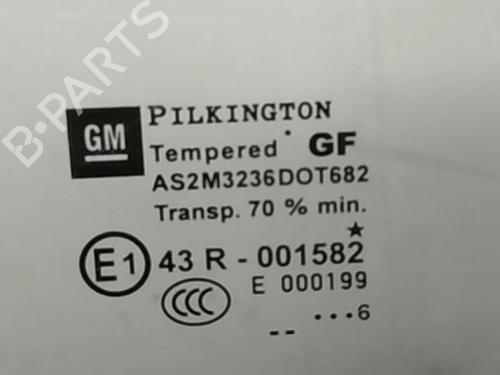 B-PARTS
GM
PILKINGTON
Tempered GF
AS2M3236DOT682
Transp. 70 % min.
E1 43 R - 001582
CCC E 000199
-- •••6